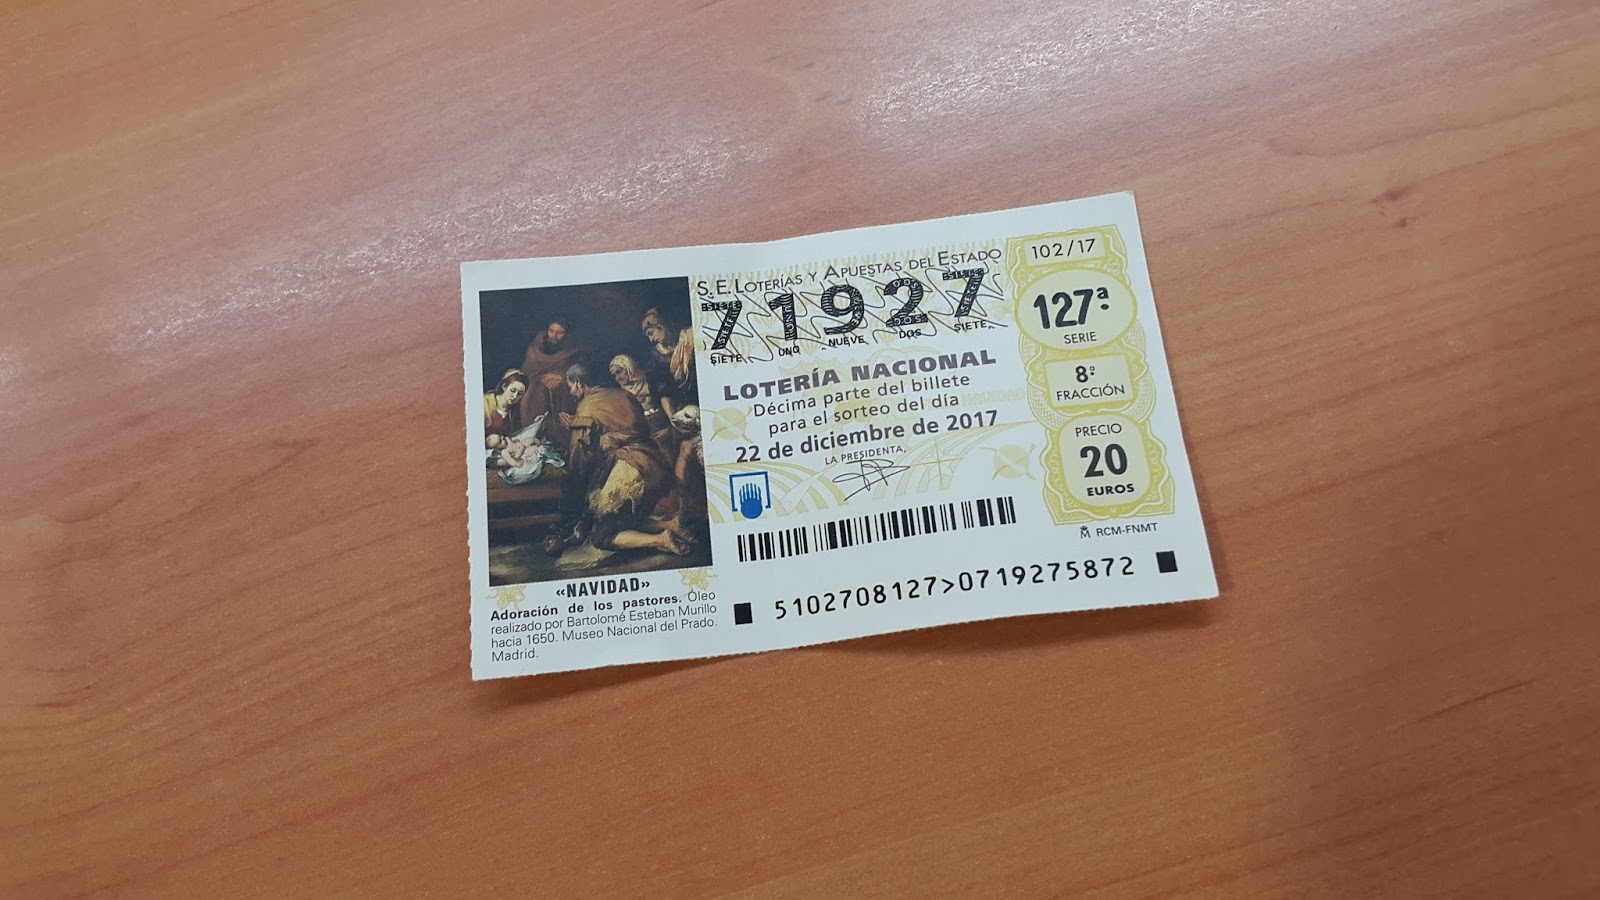 S.E. LOTERÍAS Y APUESTAS DEL ESTADO
71927
SIETE UNO NUEVE DOS SIETE
LOTERÍA NACIONAL
Décima parte del billete
para el sorteo del día
22 de diciembre de 2017
LA PRESIDENTA,
102/17
127ª
SERIE
8ª
FRACCIÓN
PRECIO
20
EUROS
RCM-FNMT
5102708127>0719275872
«NAVIDAD»
Adoración de los pastores. Óleo
realizado por Bartolomé Esteban Murillo
hacia 1650. Museo Nacional del Prado.
Madrid.